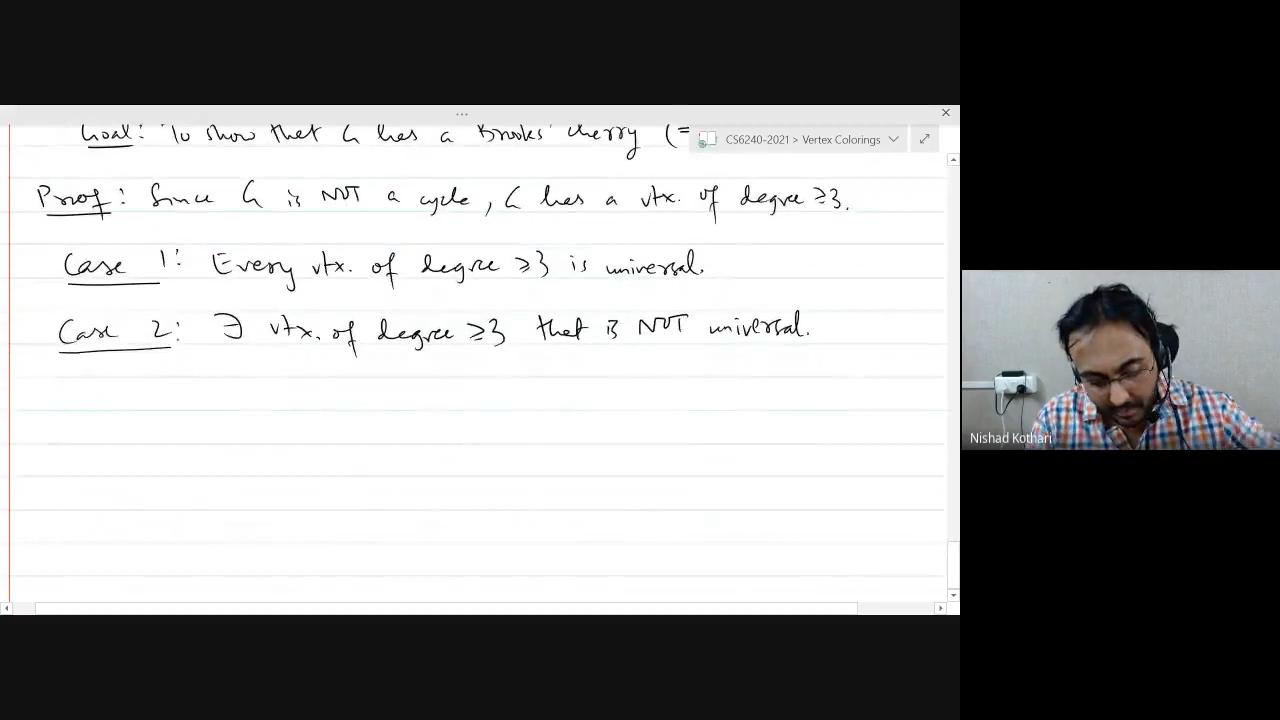 Goal: To show that G has a Brooks' cherry (=
CS6240-2021 > Vertex Colorings
Proof: Since G is NOT a cycle, G has a vtx. of degree ≥3.
Case 1: Every vtx. of degree ≥3 is universal.
Case 2: ∃ vtx. of degree ≥3 that is NOT universal.
Nishad Kothari